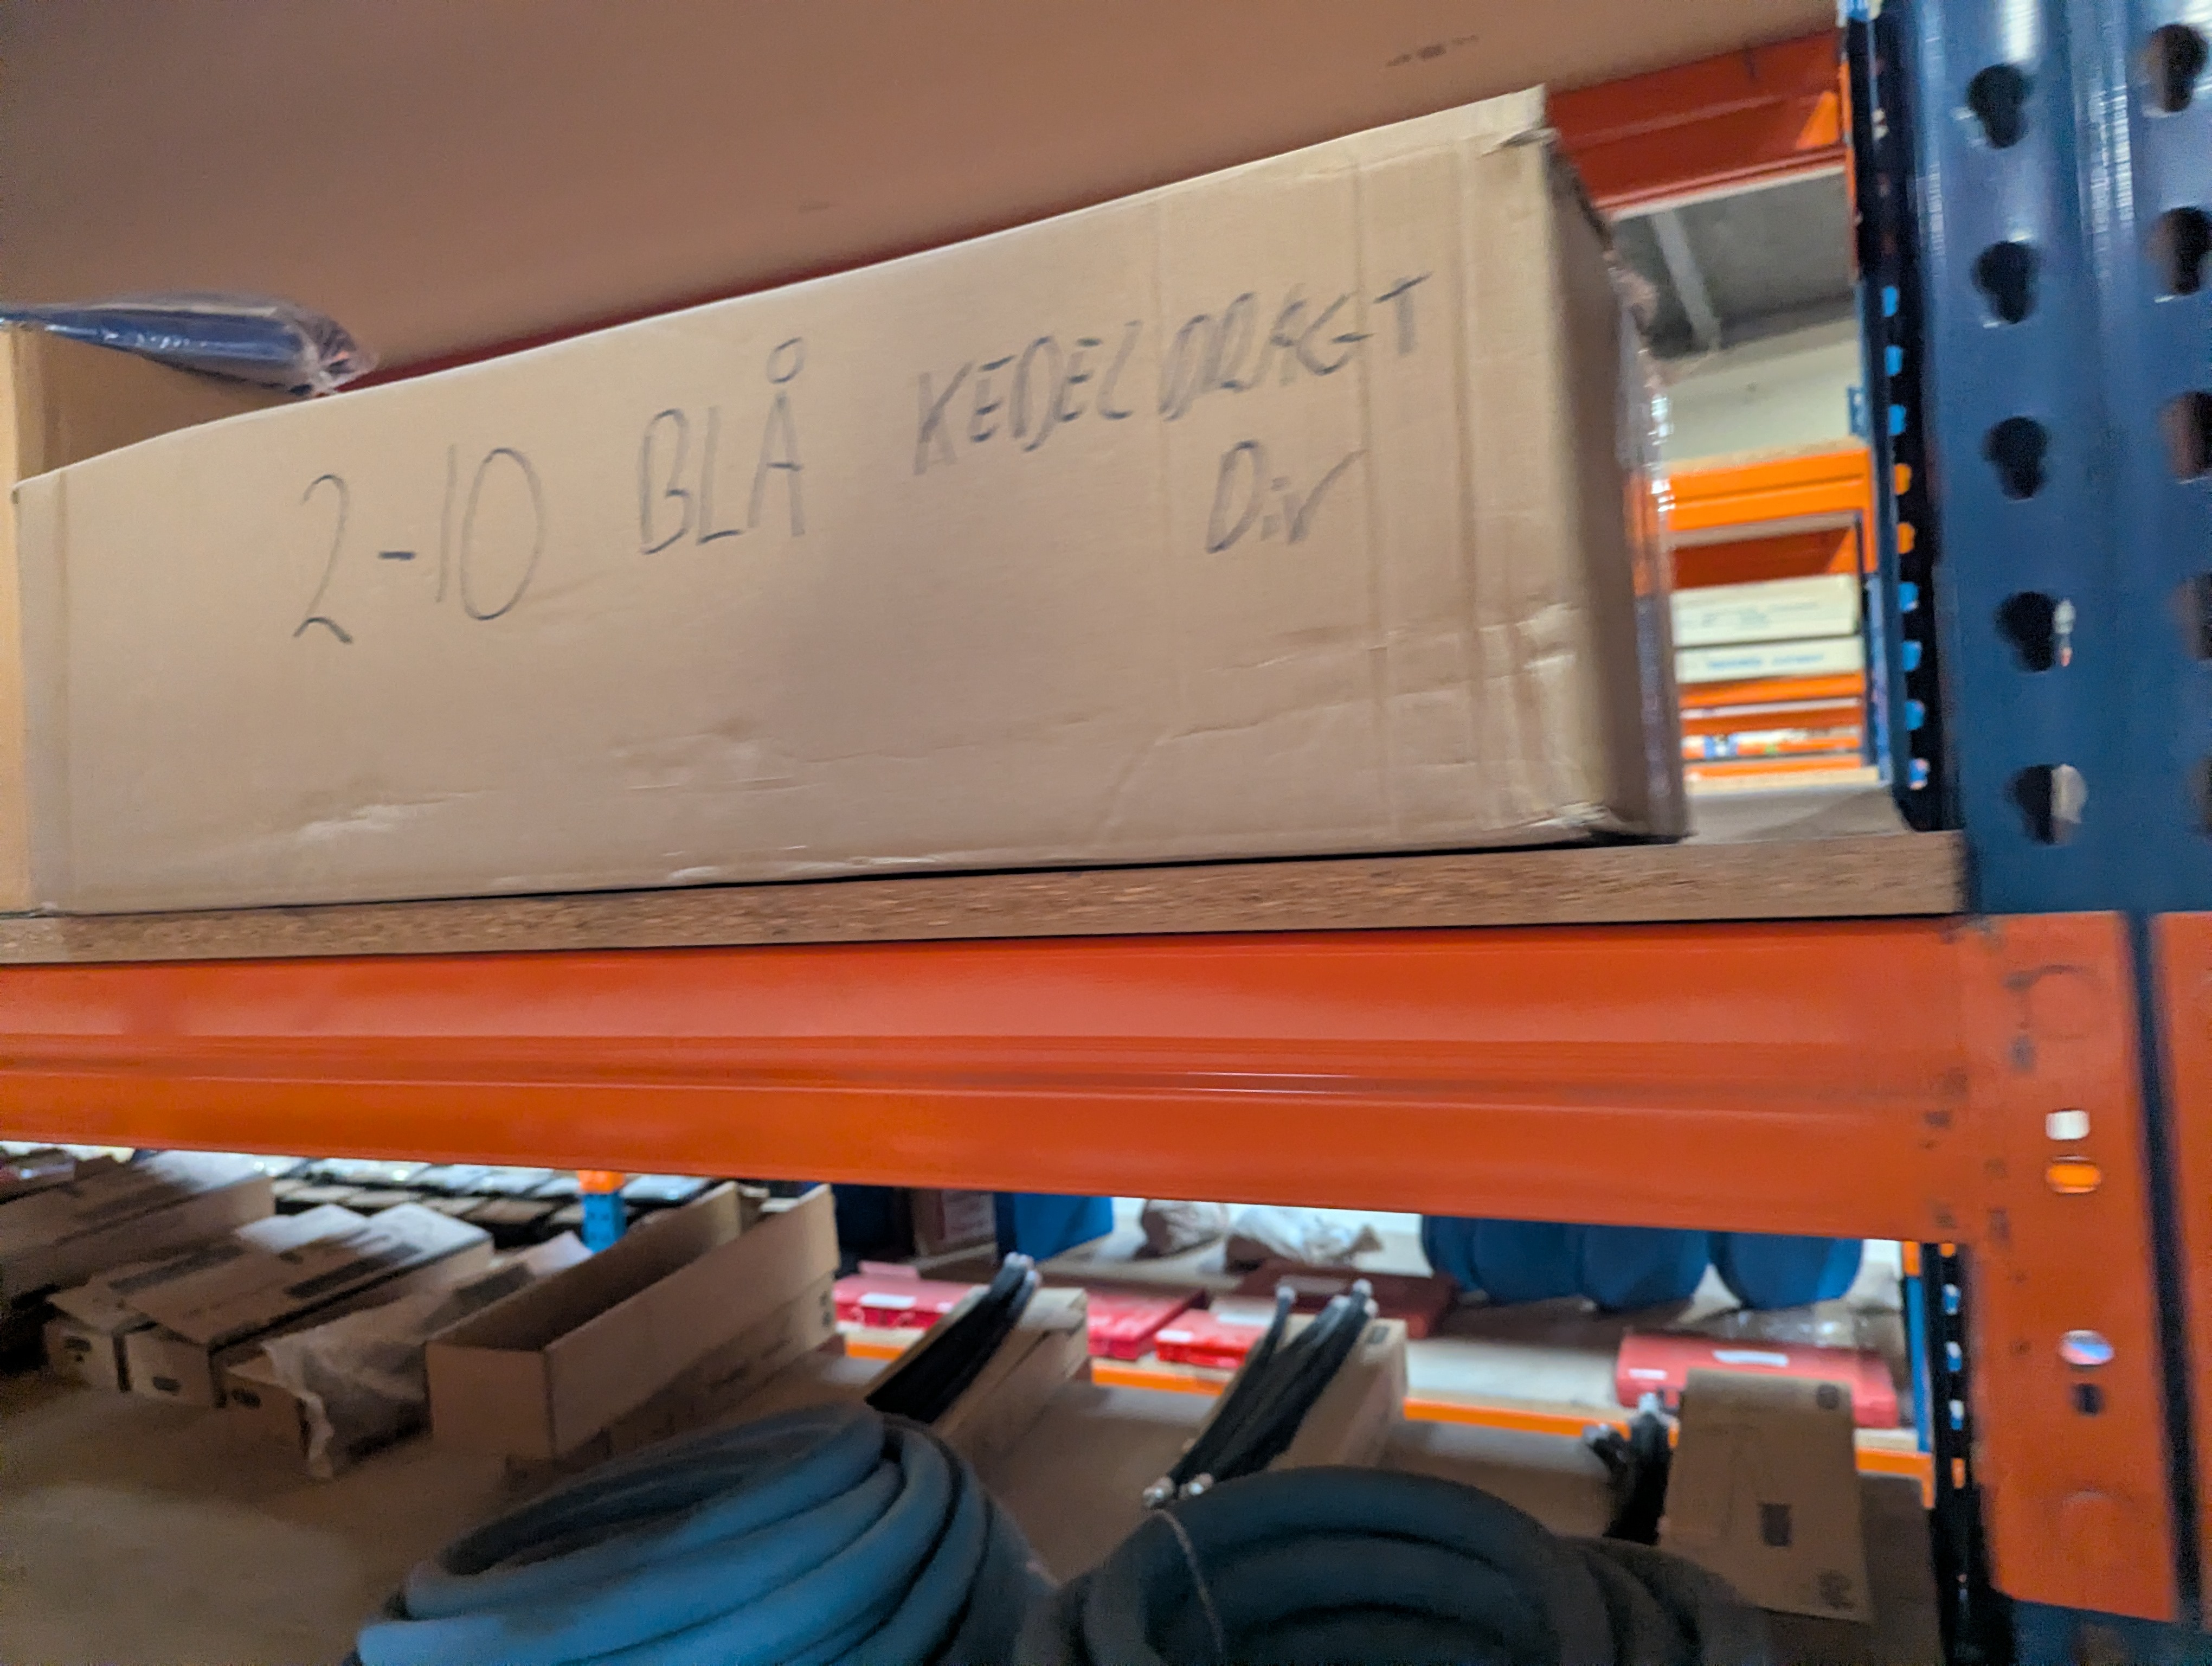 2-10 BLÅ KEDELDRAGT
Div